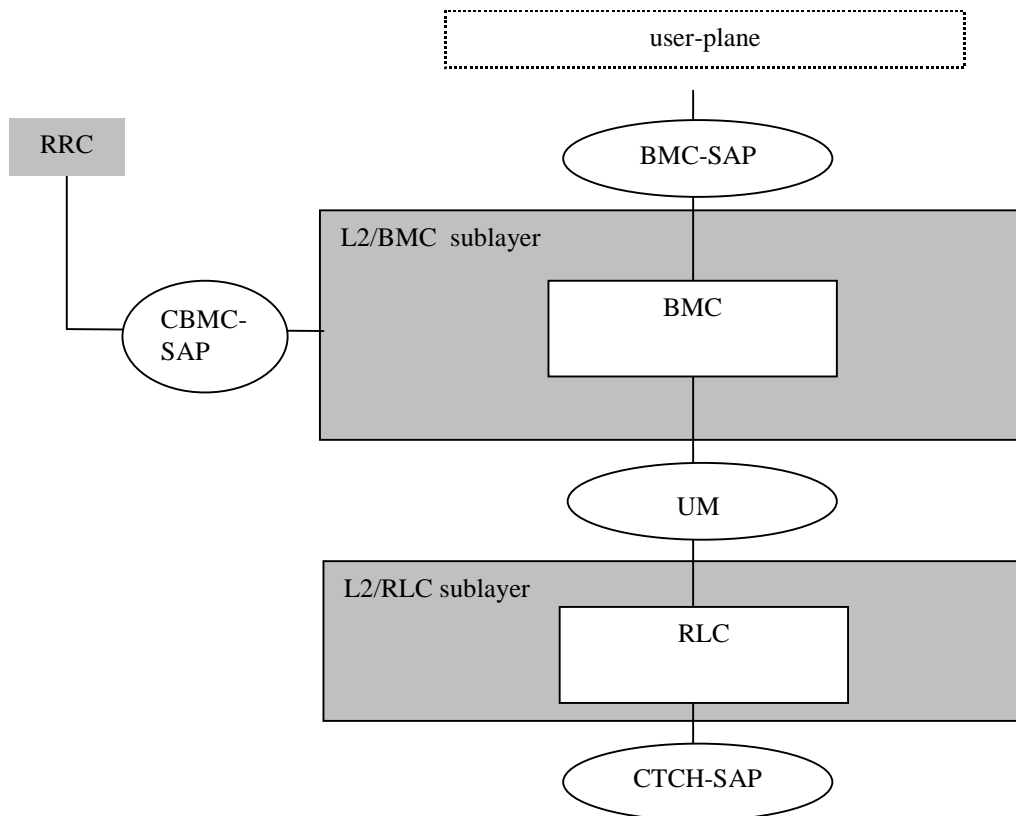 user-plane
RRC
BMC-SAP
L2/BMC sublayer
BMC
CBMC-
SAP
UM
L2/RLC sublayer
RLC
CTCH-SAP